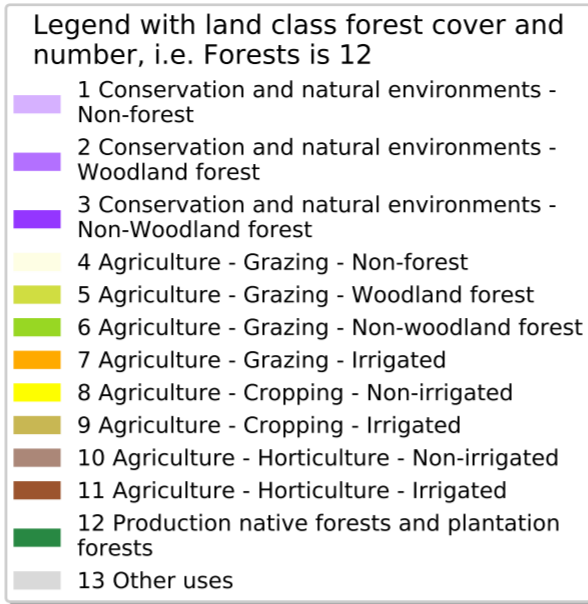 Legend with land class forest cover and
number, i.e. Forests is 12
1 Conservation and natural environments -
Non-forest
2 Conservation and natural environments -
Woodland forest
3 Conservation and natural environments -
Non-Woodland forest
4 Agriculture - Grazing - Non-forest
5 Agriculture - Grazing - Woodland forest
6 Agriculture - Grazing - Non-woodland forest
7 Agriculture - Grazing - Irrigated
8 Agriculture - Cropping - Non-irrigated
9 Agriculture - Cropping - Irrigated
10 Agriculture - Horticulture - Non-irrigated
11 Agriculture - Horticulture - Irrigated
12 Production native forests and plantation
forests
13 Other uses